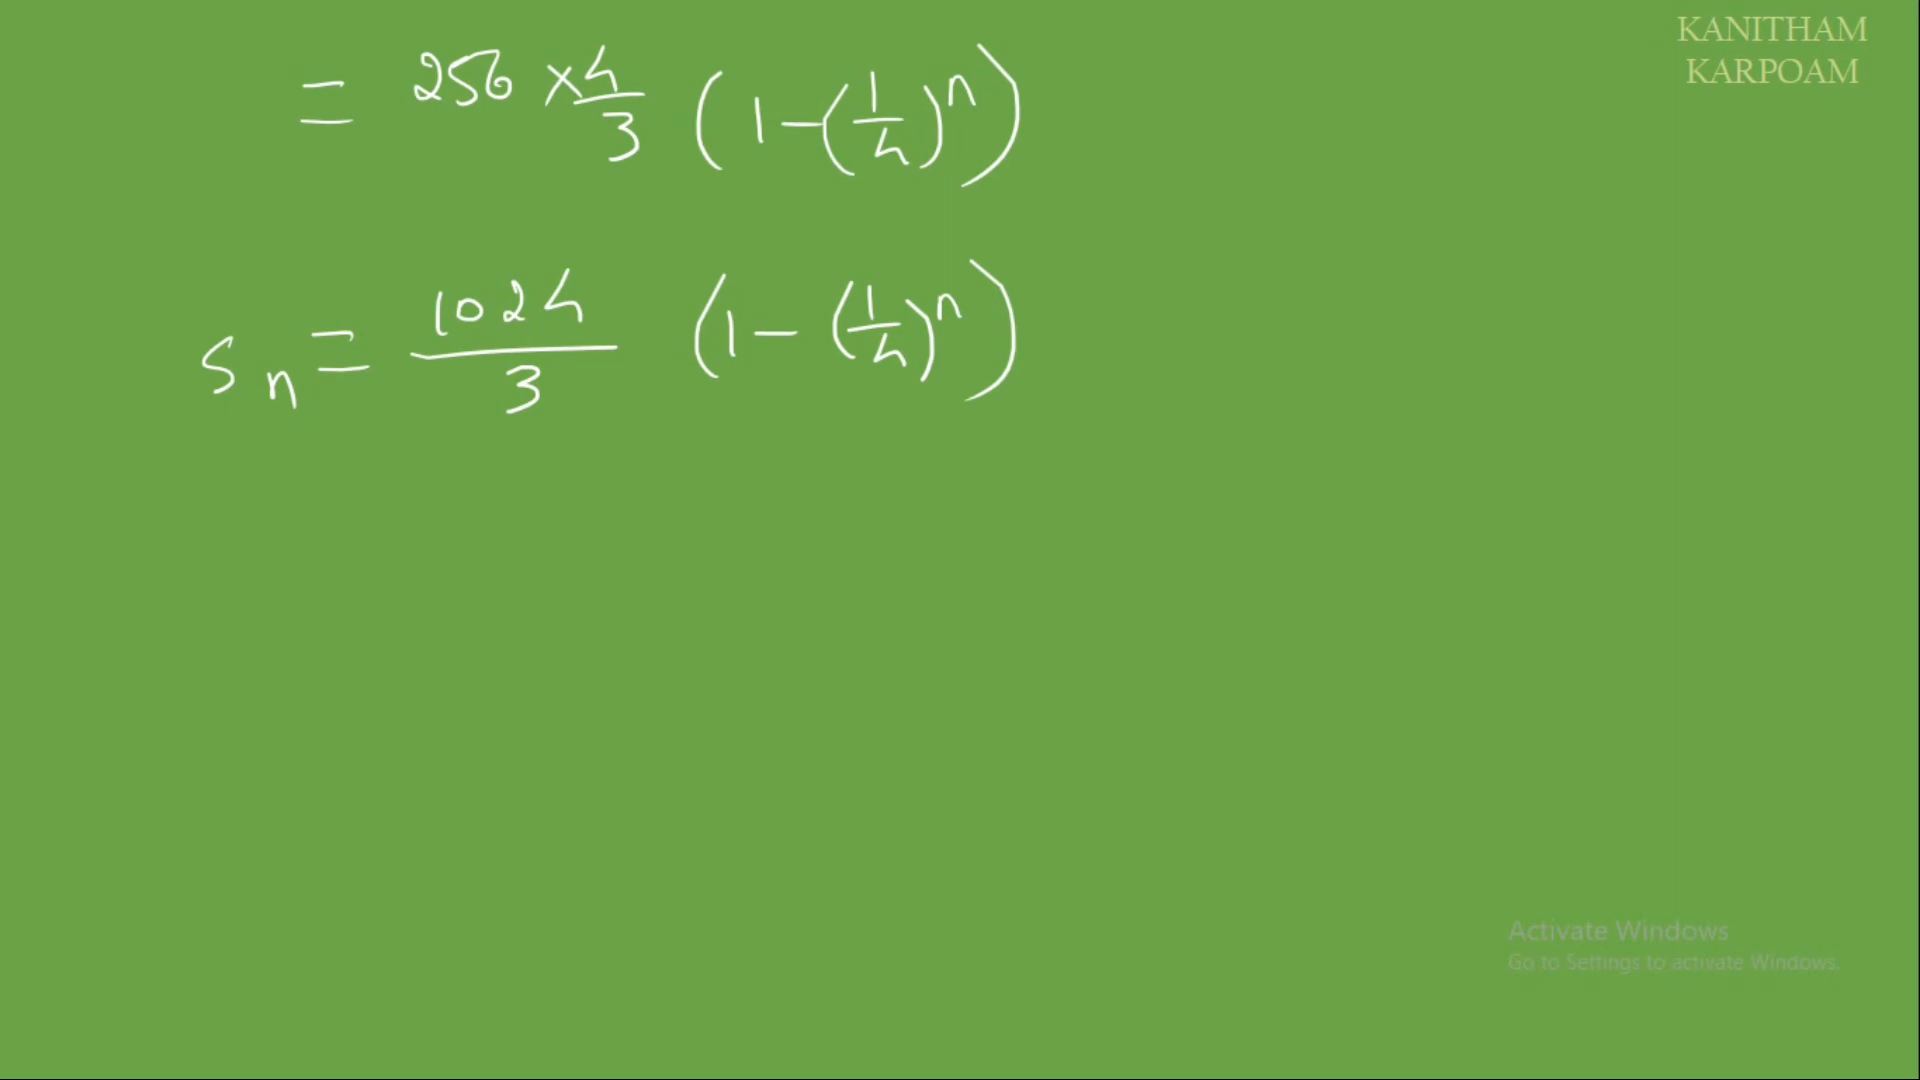 KANITHAM
KARPOAM
= 256 × 4/3 (1-(1/4)^n)
Sn = 1024/3 (1-(1/4)^n)
Activate Windows
Go to Settings to activate Windows.